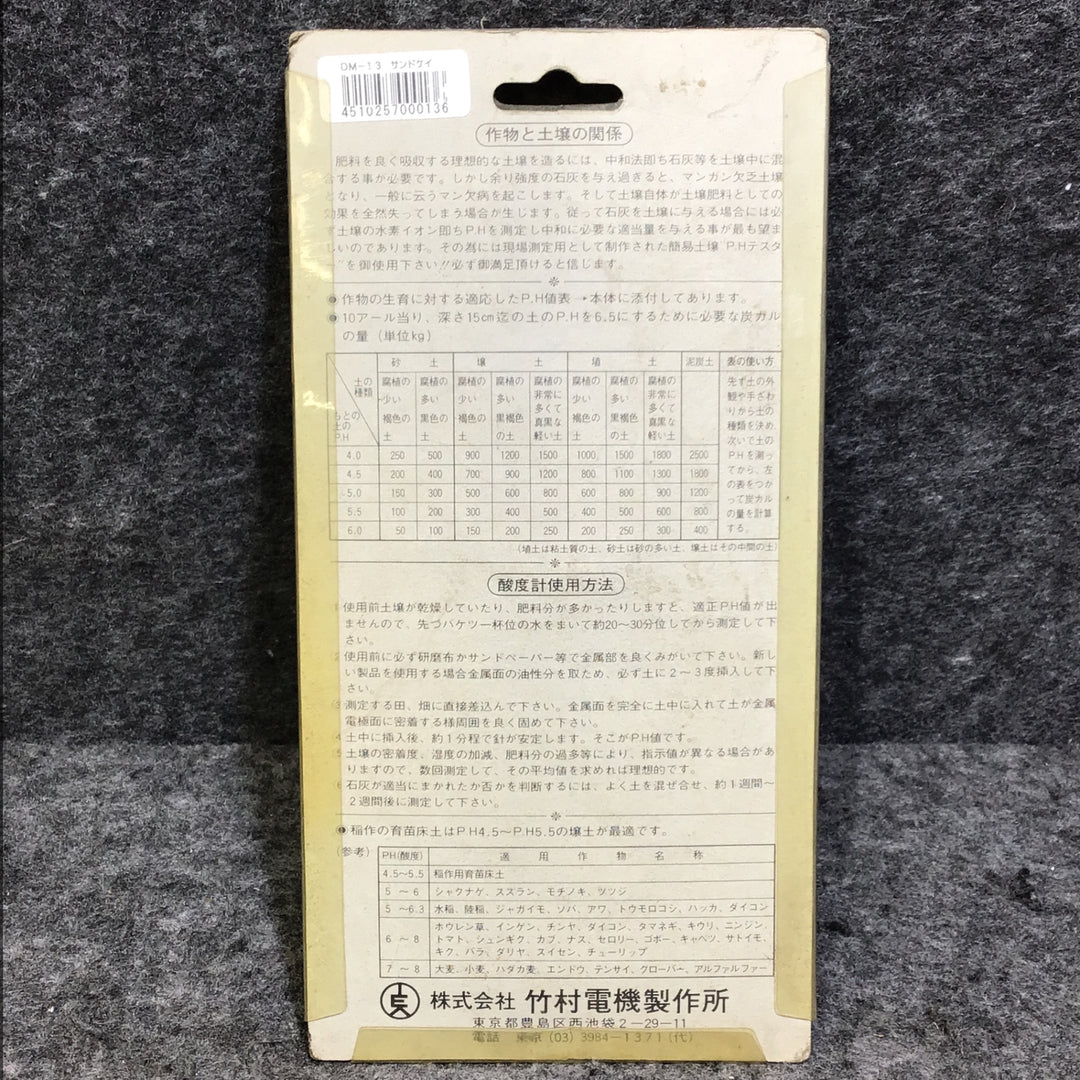 DM-13 サンドケイ
4510257000136
作物と土壌の関係
肥料を良く吸収する理想的な土壌を造るには、中和法即ち石灰等を土壌中に混
合する事が必要です。しかし余り強度の石灰を与え過ぎると、マンガン欠乏土壌
となり、一般に云うマン欠病を起こします。そして土壌自体が土壌肥料としての
効果を全然失ってしまう場合が生じます。従って石灰を土壌に与える場合には必
ず土壌の水素イオン即ちP.Hを測定し中和に必要な適当量を与える事が最も望ま
しいのであります。その為には現場測定用として制作された簡易土壌"P.Hテスタ
"を御使用下さい!!必ず御満足頂けると信じます。
●作物の生育に対する適応したP.H値表→本体に添付してあります。
●10アール当り、深さ15cm迄の土のP.Hを6.5にするために必要な炭カル
の量(単位kg)
砂土 壌土 埴土 泥炭土 表の使い方
土の種類 もとの土のP.H 腐植の少い褐色の土 腐植の多い黒色の土 腐植の少い褐色の土 腐植の多い黒褐色の土 腐植の非常に多くて真黒な軽い土 腐植の少い褐色の土 腐植の多い黒褐色の土 腐植の非常に多くて真黒な軽い土
4.0 250 500 900 1200 1500 1000 1500 1800 2500
4.5 200 400 700 900 1200 800 1100 1300 1800
5.0 150 300 500 600 800 600 800 900 1200
5.5 100 200 300 400 500 400 500 600 800
6.0 50 100 150 200 250 200 250 300 400
先ず土の外
観や手ざわ
りから土の
種類を決め、
次いで土の
P.Hを測っ
てから、左
の表をつか
って炭カル
の量を計算
する。
(埴土は粘土質の土、砂土は砂の多い土、壌土はその中間の土)
酸度計使用方法
1 使用前土壌が乾燥していたり、肥料分が多かったりしますと、適正P.H値が出
ませんので、先づバケツ一杯位の水をまいて約20〜30分位してから測定して下
さい。
2 使用前に必ず研磨布かサンドペーパー等で金属部を良くみがいて下さい。新し
い製品を使用する場合金属面の油性分を取ため、必ず土に2〜3度挿入して下
さい。
3 測定する田、畑に直接差込んで下さい。金属面を完全に土中に入れて土が金属
電極面に密着する様周囲を良く固めて下さい。
4 土中に挿入後、約1分程で針が安定します。そこがP.H値です。
5 土壌の密着度、湿度の加減、肥料分の過多等により、指示値が異なる場合があ
りますので、数回測定して、その平均値を求めれば理想的です。
6 石灰が適当にまかれたか否かを判断するには、よく土を混ぜ合せ、約1週間〜
2週間後に測定して下さい。
●稲作の育苗床土はP.H4.5〜P.H5.5の壌土が最適です。
(参考)
PH(酸度) 適用作物名称
4.5〜5.5 稲作用育苗床土
5〜6 シャクナゲ、スズラン、モチノキ、ツツジ
5〜6.3 水稲、陸稲、ジャガイモ、ソバ、アワ、トウモロコシ、ハッカ、ダイコン
6〜8 ホウレン草、インゲン、チシャ、ダイコン、タマネギ、キウリ、ニンジン、
トマト、シュンギク、カブ、ナス、セロリー、ゴボー、キャベツ、サトイモ、
キク、バラ、ダリヤ、スイセン、チューリップ
7〜8 大麦、小麦、ハダカ麦、エンドウ、テンサイ、クローバー、アルファルファー
株式会社 竹村電機製作所
東京都豊島区西池袋2-29-11
電話 東京(03)3984-1371(代)